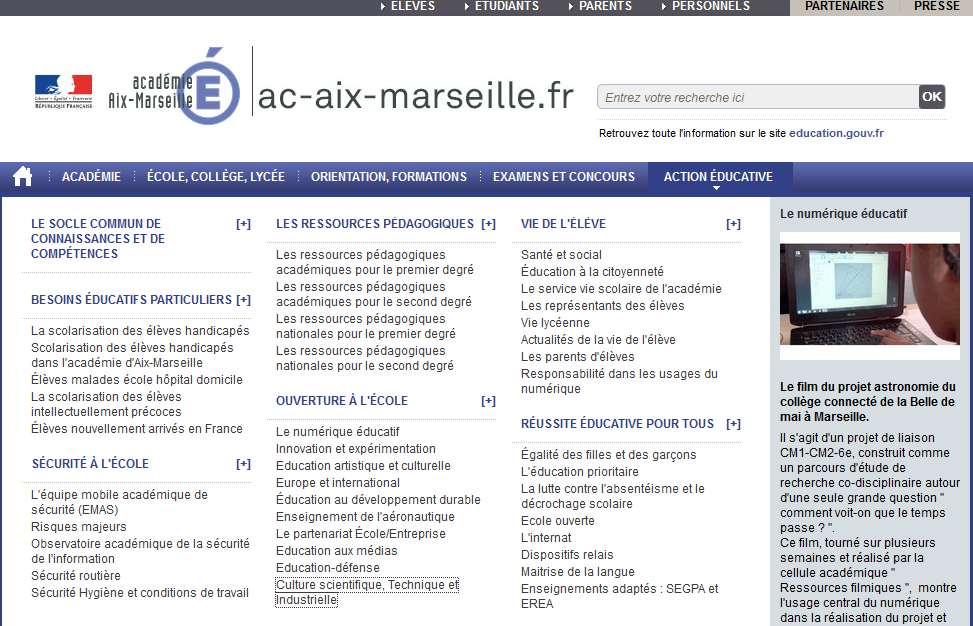 ÉLÈVES
ÉTUDIANTS
PARENTS
PERSONNELS
PARTENAIRES
PRESSE
Liberté • Égalité • Fraternité
RÉPUBLIQUE FRANÇAISE
académie
Aix-Marseille
É
ac-aix-marseille.fr
Entrez votre recherche ici
OK
Retrouvez toute l'information sur le site education.gouv.fr
ACADÉMIE
ÉCOLE, COLLÈGE, LYCÉE
ORIENTATION, FORMATIONS
EXAMENS ET CONCOURS
ACTION ÉDUCATIVE
LE SOCLE COMMUN DE [+]
CONNAISSANCES ET DE
COMPÉTENCES
BESOINS ÉDUCATIFS PARTICULIERS [+]
La scolarisation des élèves handicapés
Scolarisation des élèves handicapés
dans l'académie d'Aix-Marseille
Élèves malades école hôpital domicile
La scolarisation des élèves
intellectuellement précoces
Élèves nouvellement arrivés en France
SÉCURITÉ À L'ÉCOLE [+]
L'équipe mobile académique de
sécurité (EMAS)
Risques majeurs
Observatoire académique de la sécurité
de l'information
Sécurité routière
Sécurité Hygiène et conditions de travail
LES RESSOURCES PÉDAGOGIQUES [+]
Les ressources pédagogiques
académiques pour le premier degré
Les ressources pédagogiques
académiques pour le second degré
Les ressources pédagogiques
nationales pour le premier degré
Les ressources pédagogiques
nationales pour le second degré
OUVERTURE À L'ÉCOLE [+]
Le numérique éducatif
Innovation et expérimentation
Education artistique et culturelle
Europe et international
Éducation au développement durable
Enseignement de l'aéronautique
Le partenariat École/Entreprise
Education aux médias
Education-défense
Culture scientifique, Technique et
Industrielle
VIE DE L'ÉLÉVE [+]
Santé et social
Éducation à la citoyenneté
Le service vie scolaire de l'académie
Les représentants des élèves
Vie lycéenne
Actualités de la vie de l'élève
Les parents d'élèves
Responsabilité dans les usages du
numérique
RÉUSSITE ÉDUCATIVE POUR TOUS [+]
Égalité des filles et des garçons
L'éducation prioritaire
La lutte contre l'absentéisme et le
décrochage scolaire
Ecole ouverte
L'internat
Dispositifs relais
Maitrise de la langue
Enseignements adaptés : SEGPA et
EREA
Le numérique éducatif
Le film du projet astronomie du
collège connecté de la Belle de
mai à Marseille.
Il s'agit d'un projet de liaison
CM1-CM2-6e, construit comme
un parcours d'étude de
recherche co-disciplinaire autour
d'une seule grande question "
comment voit-on que le temps
passe ? ".
Ce film, tourné sur plusieurs
semaines et réalisé par la
cellule académique "
Ressources filmiques ", montre
l'usage central du numérique
dans la réalisation du projet et